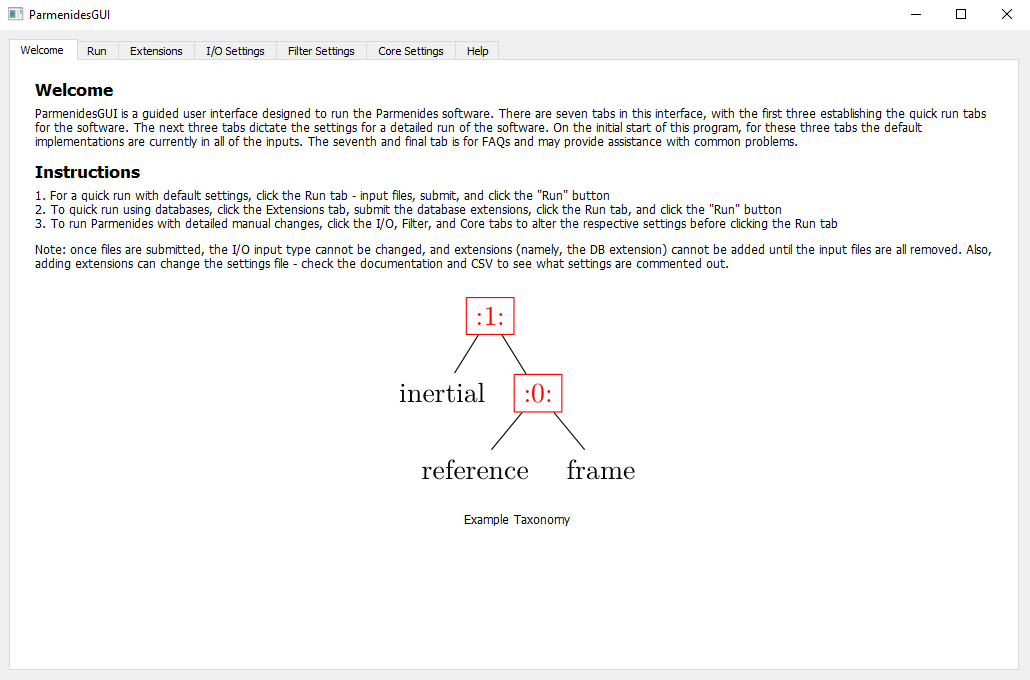 ParmenidesGUI
Welcome Run Extensions I/O Settings Filter Settings Core Settings Help
Welcome
ParmenidesGUI is a guided user interface designed to run the Parmenides software. There are seven tabs in this interface, with the first three establishing the quick run tabs
for the software. The next three tabs dictate the settings for a detailed run of the software. On the initial start of this program, for these three tabs the default
implementations are currently in all of the inputs. The seventh and final tab is for FAQs and may provide assistance with common problems.
Instructions
1. For a quick run with default settings, click the Run tab - input files, submit, and click the "Run" button
2. To quick run using databases, click the Extensions tab, submit the database extensions, click the Run tab, and click the "Run" button
3. To run Parmenides with detailed manual changes, click the I/O, Filter, and Core tabs to alter the respective settings before clicking the Run tab
Note: once files are submitted, the I/O input type cannot be changed, and extensions (namely, the DB extension) cannot be added until the input files are all removed. Also,
adding extensions can change the settings file - check the documentation and CSV to see what settings are commented out.
:1:
inertial :0:
reference frame
Example Taxonomy